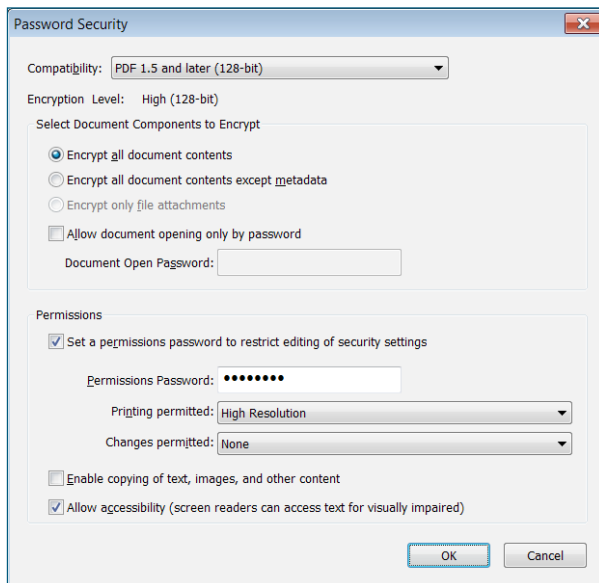 Password Security
Compatibility: PDF 1.5 and later (128-bit)
Encryption Level: High (128-bit)
Select Document Components to Encrypt
Encrypt all document contents
Encrypt all document contents except metadata
Encrypt only file attachments
Allow document opening only by password
Document Open Password:
Permissions
Set a permissions password to restrict editing of security settings
Permissions Password: ••••••••
Printing permitted: High Resolution
Changes permitted: None
Enable copying of text, images, and other content
Allow accessibility (screen readers can access text for visually impaired)
OK Cancel